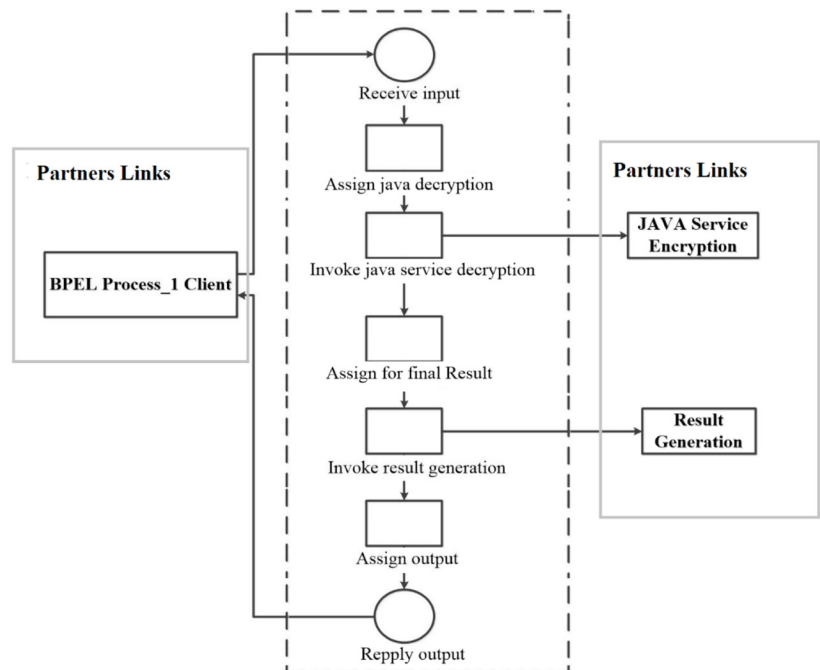 Receive input
Assign java decryption
Invoke java service decryption
Assign for final Result
Invoke result generation
Assign output
Repply output
Partners Links
BPEL Process_1 Client
Partners Links
JAVA Service
Encryption
Result
Generation